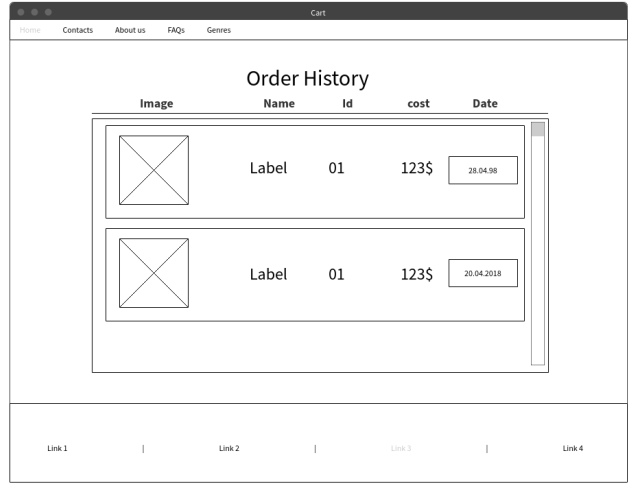 Cart
Home Contacts About us FAQs Genres
Order History
Image Name Id cost Date
Label 01 123$ 28.04.98
Label 01 123$ 20.04.2018
Link 1 | Link 2 | Link 3 | Link 4